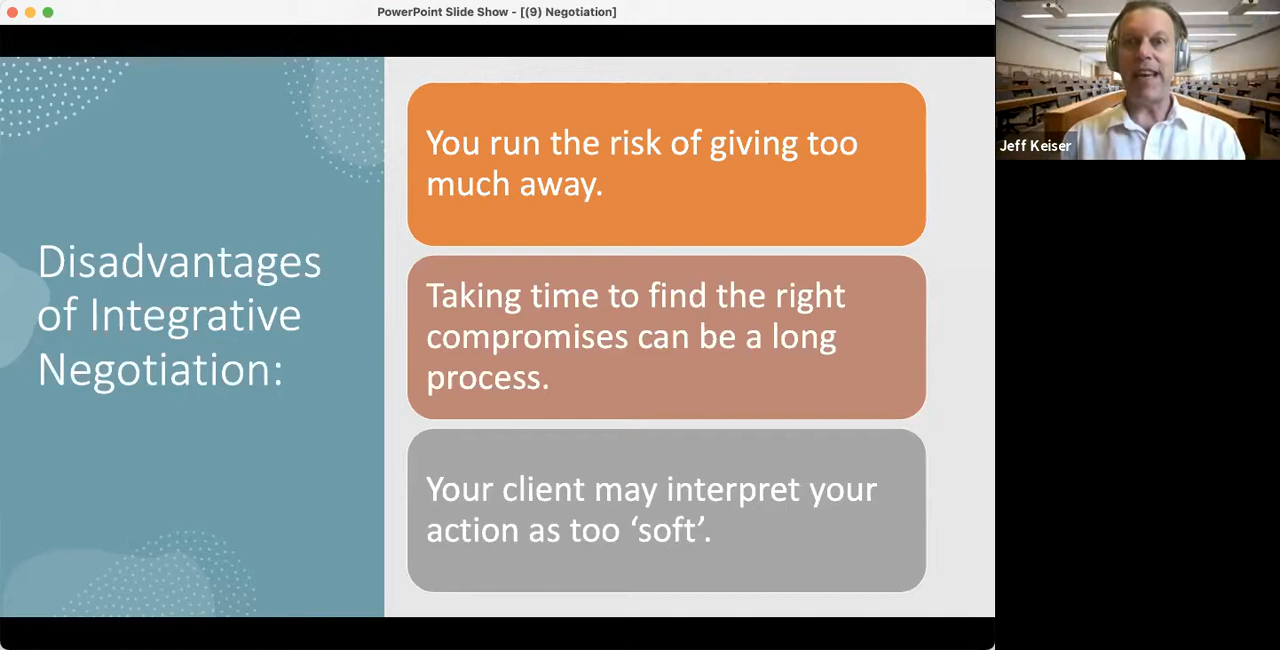 PowerPoint Slide Show - [(9) Negotiation]
Disadvantages
of Integrative
Negotiation:
You run the risk of giving too
much away.
Taking time to find the right
compromises can be a long
process.
Your client may interpret your
action as too ‘soft’.
Jeff Keiser